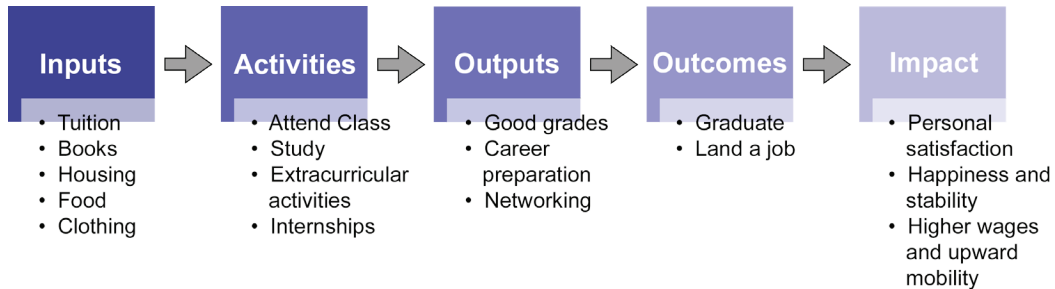 Inputs
• Tuition
• Books
• Housing
• Food
• Clothing
Activities
• Attend Class
• Study
• Extracurricular
activities
• Internships
Outputs
• Good grades
• Career
preparation
• Networking
Outcomes
• Graduate
• Land a job
Impact
• Personal
satisfaction
• Happiness and
stability
• Higher wages
and upward
mobility